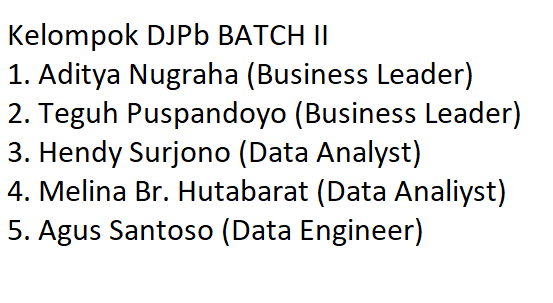 Kelompok DJPb BATCH II
1. Aditya Nugraha (Business Leader)
2. Teguh Puspandoyo (Business Leader)
3. Hendy Surjono (Data Analyst)
4. Melina Br. Hutabarat (Data Analiyst)
5. Agus Santoso (Data Engineer)